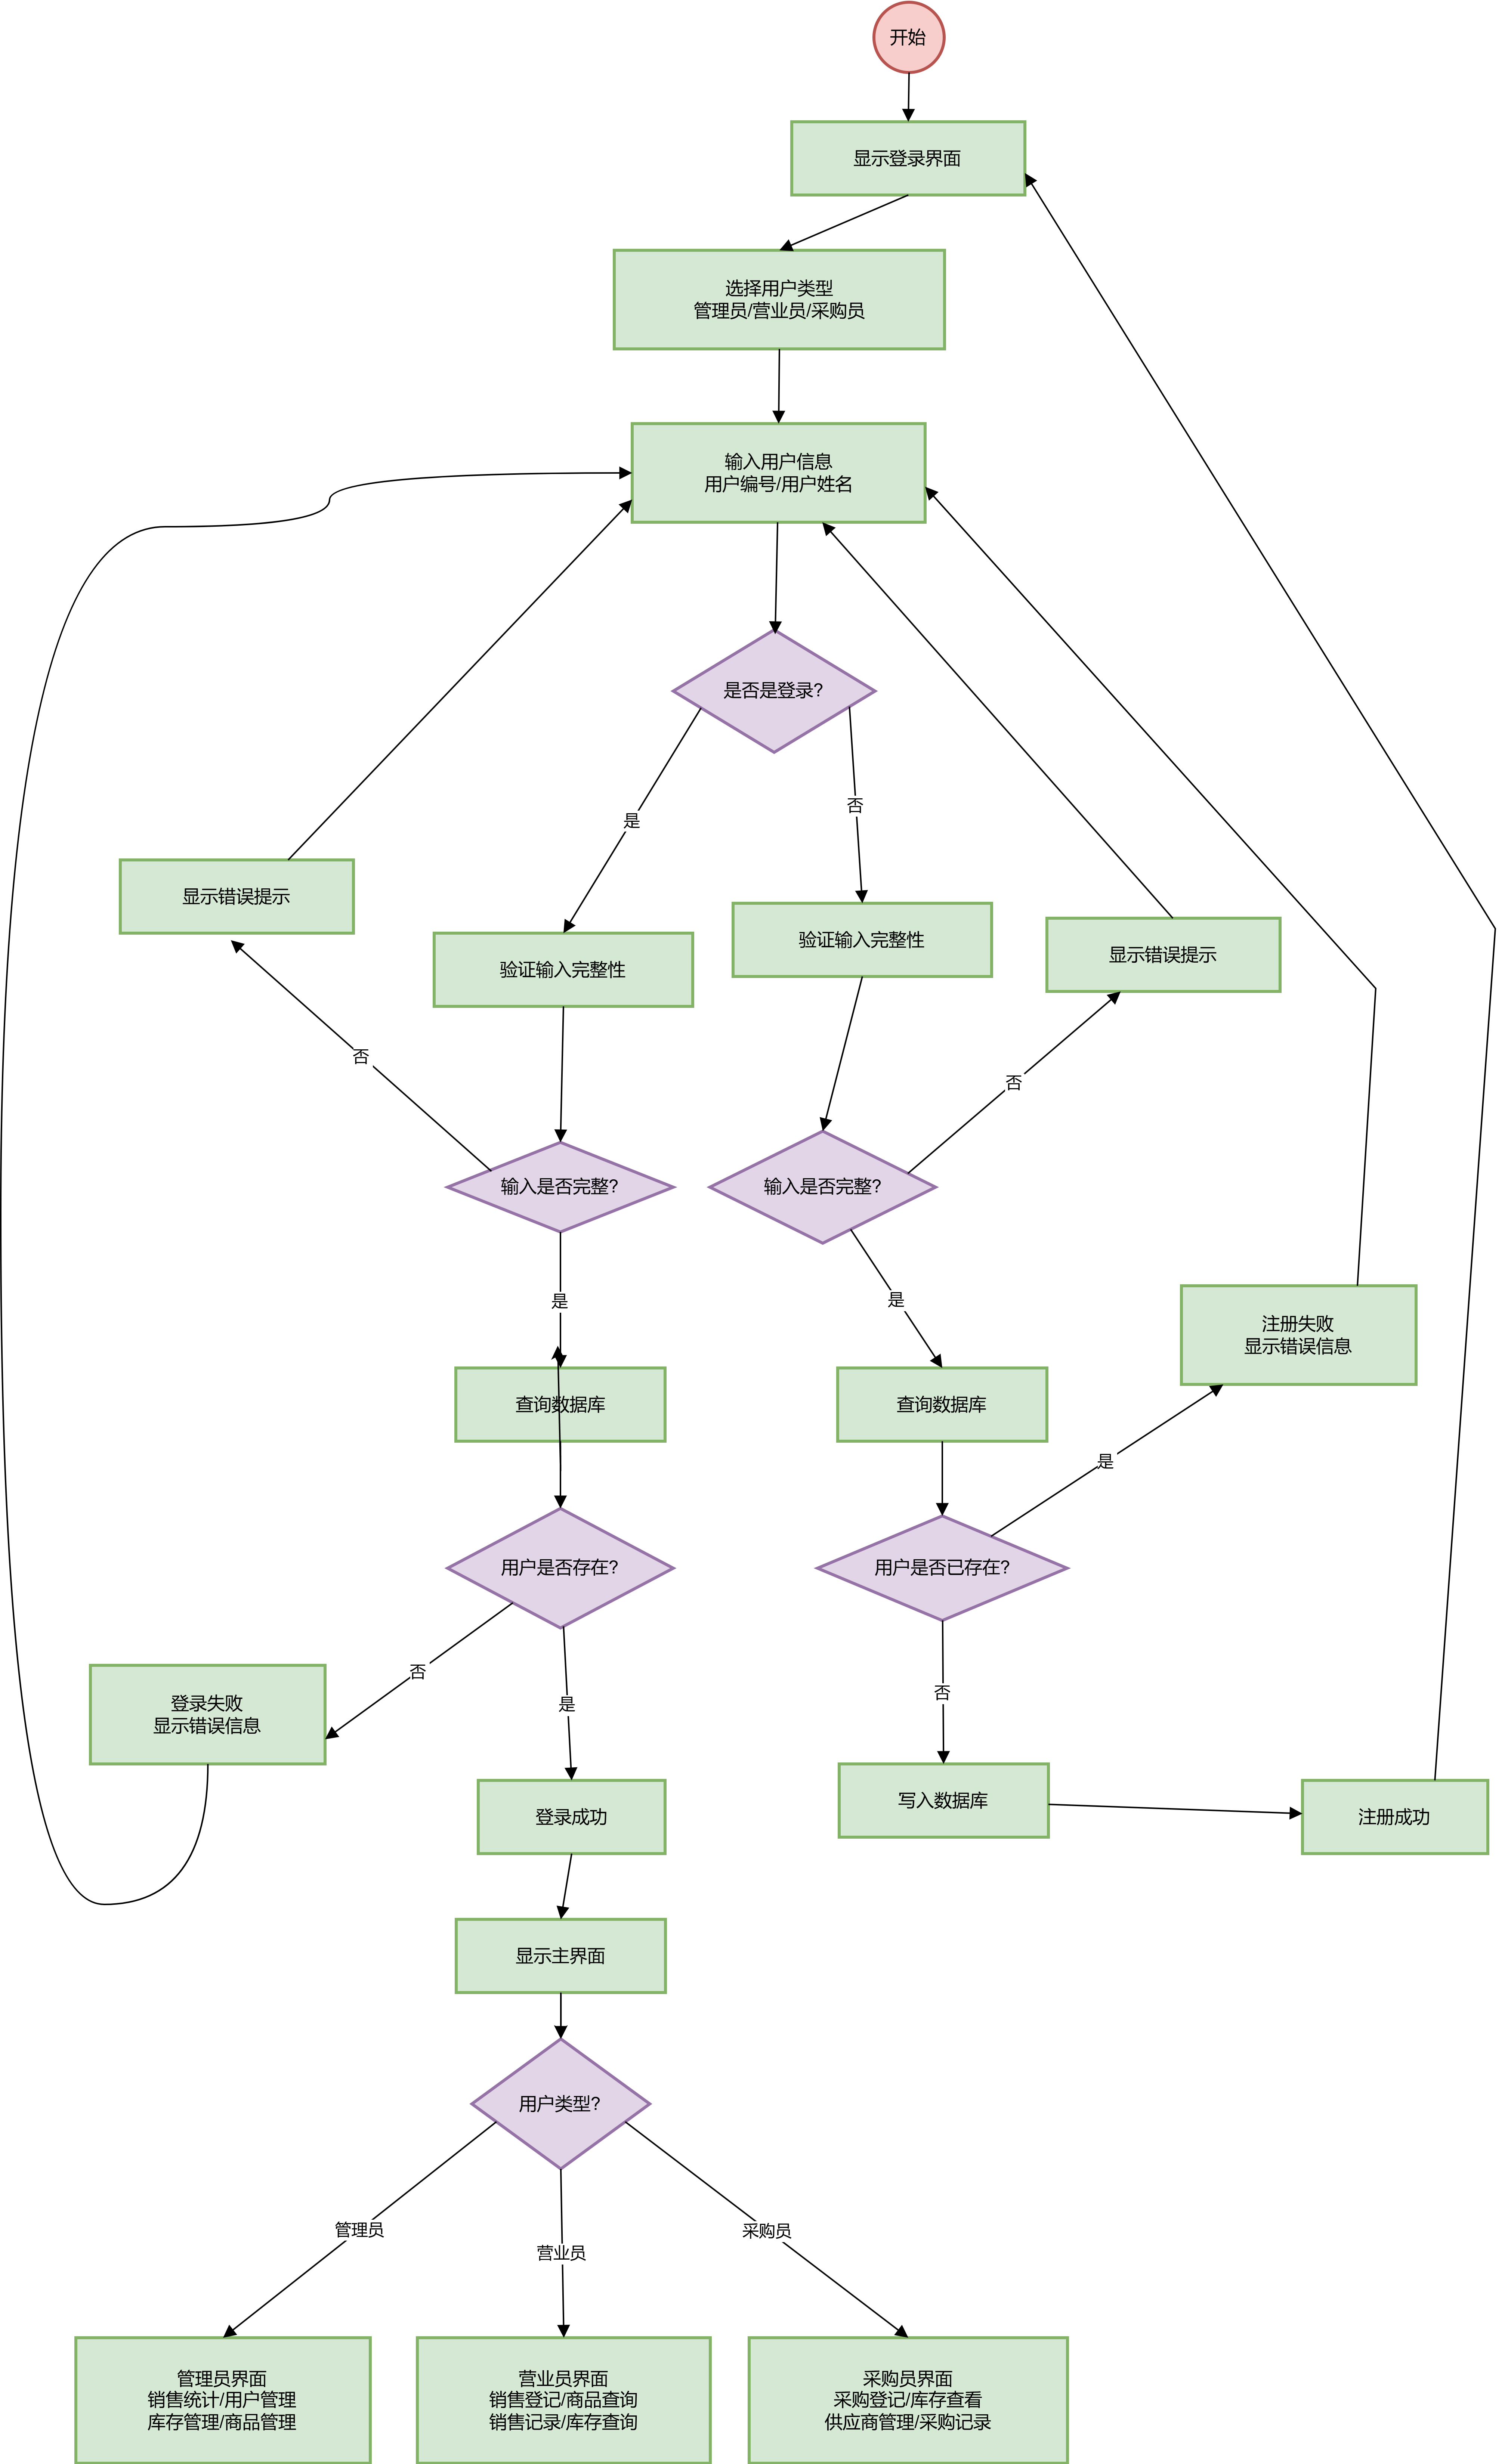 开始
显示登录界面
选择用户类型
管理员/营业员/采购员
输入用户信息
用户编号/用户姓名
是否是登录?
是
否
显示错误提示
验证输入完整性
验证输入完整性
显示错误提示
否
否
输入是否完整?
输入是否完整?
是
是
注册失败
显示错误信息
查询数据库
查询数据库
是
用户是否存在?
用户是否已存在?
否
是
否
登录失败
显示错误信息
登录成功
写入数据库
注册成功
显示主界面
用户类型?
管理员
营业员
采购员
管理员界面
销售统计/用户管理
库存管理/商品管理
营业员界面
销售登记/商品查询
销售记录/库存查询
采购员界面
采购登记/库存查看
供应商管理/采购记录